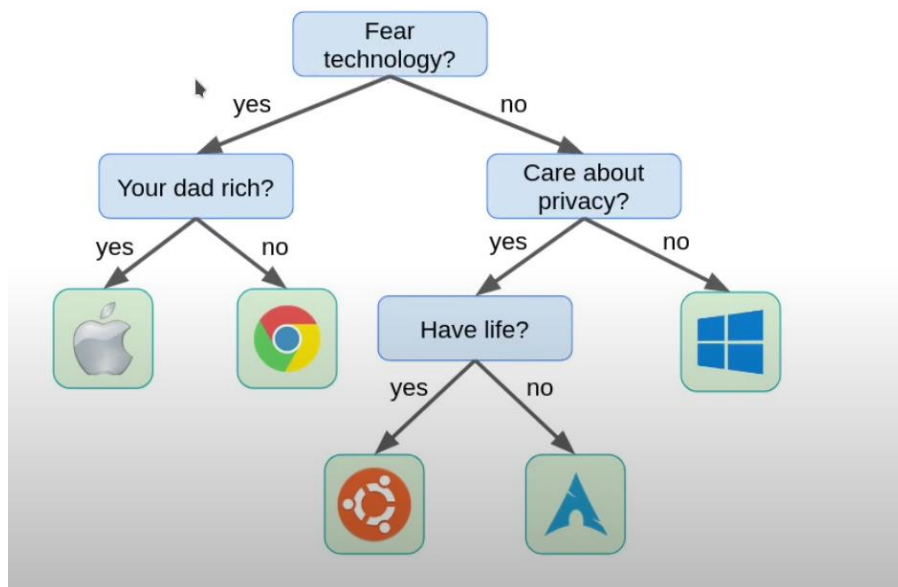 Fear
technology?
yes
no
Your dad rich?
Care about
privacy?
yes
no
yes
no
Have life?
yes
no